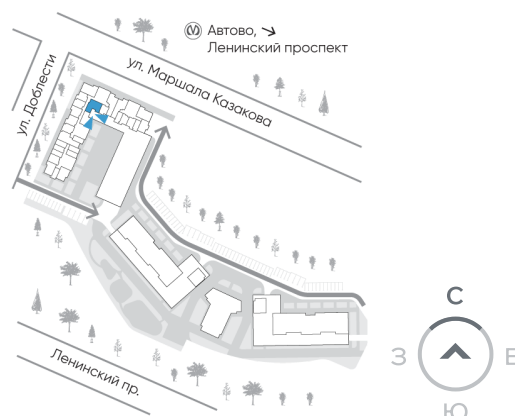 Автово,
Ленинский проспект
ул. Маршала Казакова
ул. Доблести
Ленинский пр.
С
З
В
Ю